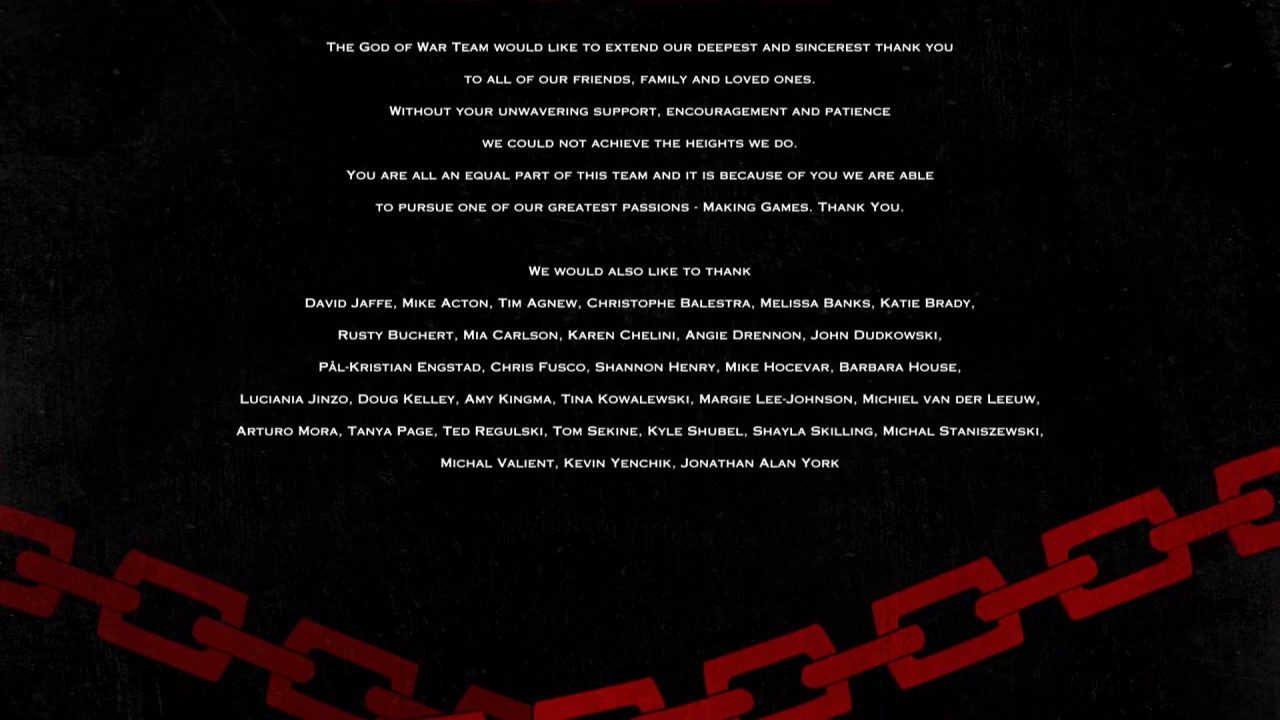 The God of War Team would like to extend our deepest and sincerest thank you
to all of our friends, family and loved ones.
Without your unwavering support, encouragement and patience
we could not achieve the heights we do.
You are all an equal part of this team and it is because of you we are able
to pursue one of our greatest passions - Making Games. Thank You.
We would also like to thank
David Jaffe, Mike Acton, Tim Agnew, Christophe Balestra, Melissa Banks, Katie Brady,
Rusty Buchert, Mia Carlson, Karen Chelini, Angie Drennon, John Dudkowski,
Pål-Kristian Engstad, Chris Fusco, Shannon Henry, Mike Hocevar, Barbara House,
Luciania Jinzo, Doug Kelley, Amy Kingma, Tina Kowalewski, Margie Lee-Johnson, Michiel van der Leeuw,
Arturo Mora, Tanya Page, Ted Regulski, Tom Sekine, Kyle Shubel, Shayla Skilling, Michal Staniszewski,
Michal Valient, Kevin Yenchik, Jonathan Alan York